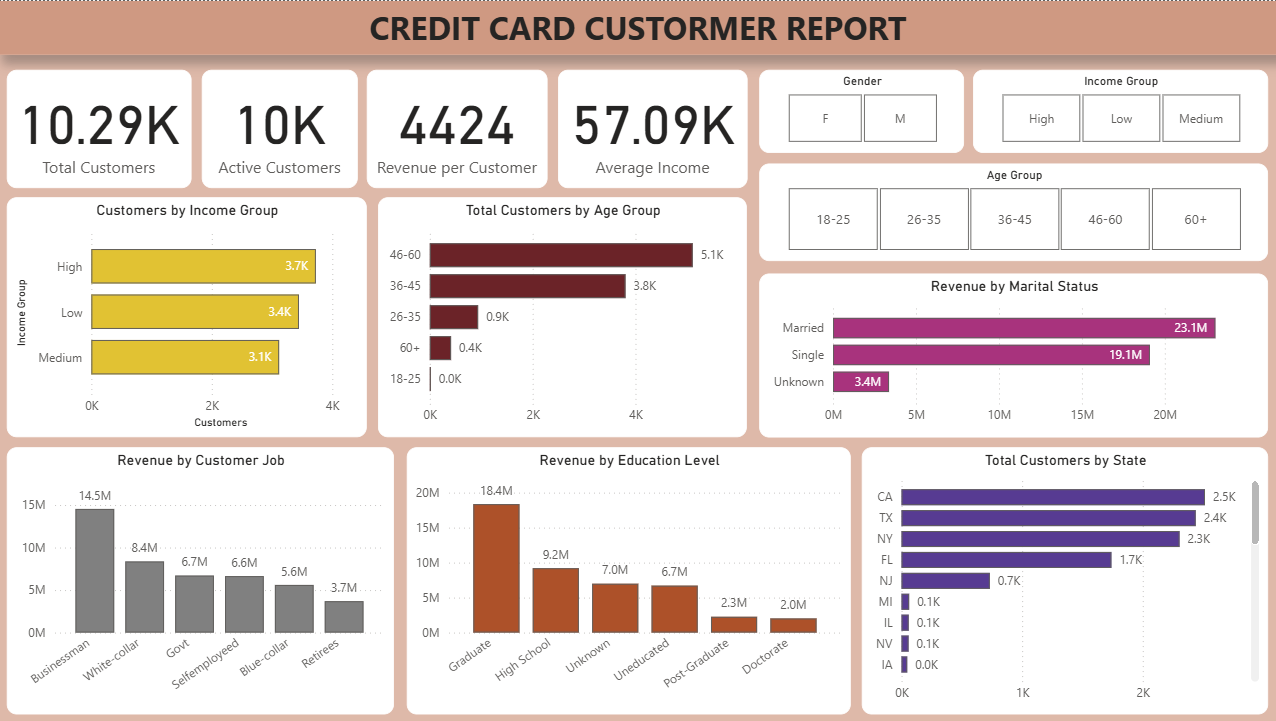 CREDIT CARD CUSTORMER REPORT
10.29K
Total Customers
10K
Active Customers
4424
Revenue per Customer
57.09K
Average Income
Gender
F
M
Income Group
High
Low
Medium
Age Group
18-25
26-35
36-45
46-60
60+
Customers by Income Group
Income Group
High
3.7K
Low
3.4K
Medium
3.1K
0K
2K
4K
Customers
Total Customers by Age Group
46-60
5.1K
36-45
3.8K
26-35
0.9K
60+
0.4K
18-25
0.0K
0K
2K
4K
Revenue by Marital Status
Married
23.1M
Single
19.1M
Unknown
3.4M
0M
5M
10M
15M
20M
Revenue by Customer Job
15M
10M
5M
0M
14.5M
8.4M
6.7M
6.6M
5.6M
3.7M
Businessman
White-collar
Govt
Selfemployeed
Blue-collar
Retirees
Revenue by Education Level
20M
15M
10M
5M
0M
18.4M
9.2M
7.0M
6.7M
2.3M
2.0M
Graduate
High School
Unknown
Uneducated
Post-Graduate
Doctorate
Total Customers by State
CA
2.5K
TX
2.4K
NY
2.3K
FL
1.7K
NJ
0.7K
MI
0.1K
IL
0.1K
NV
0.1K
IA
0.0K
0K
1K
2K